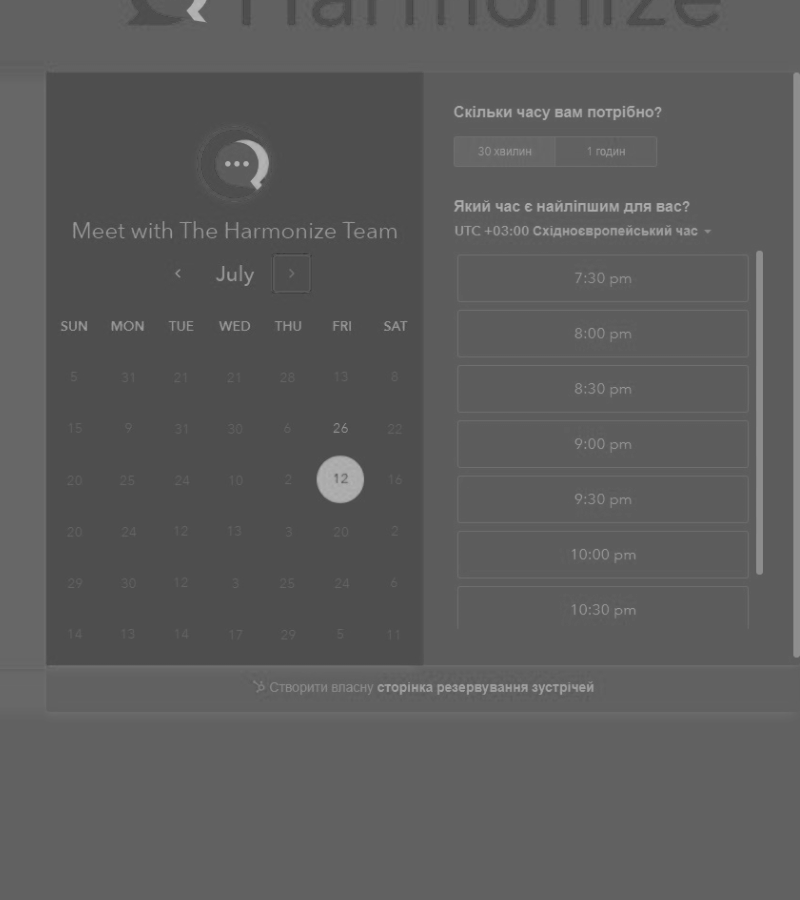 Harmonize
Meet with The Harmonize Team
July
SUN MON TUE WED THU FRI SAT
5 31 21 21 28 13 8
15 9 31 30 6 26 22
20 25 24 10 2 12 16
20 24 12 13 3 20 2
29 30 12 3 25 24 6
14 13 14 17 29 5 11
Скільки часу вам потрібно?
30 хвилин 1 годин
Який час є найліпшим для вас?
UTC +03:00 Східноєвропейський час
7:30 pm
8:00 pm
8:30 pm
9:00 pm
9:30 pm
10:00 pm
10:30 pm
Створити власну сторінка резервування зустрічей